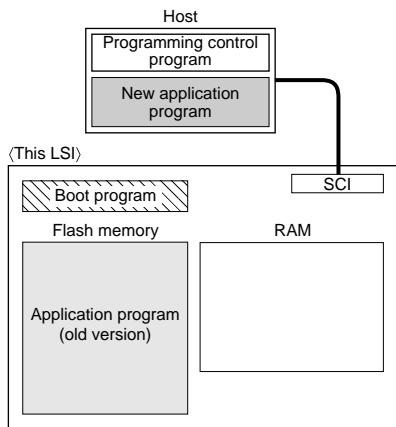 Host
Programming control
program
New application
program
〈This LSI〉
SCI
Boot program
Flash memory
RAM
Application program
(old version)